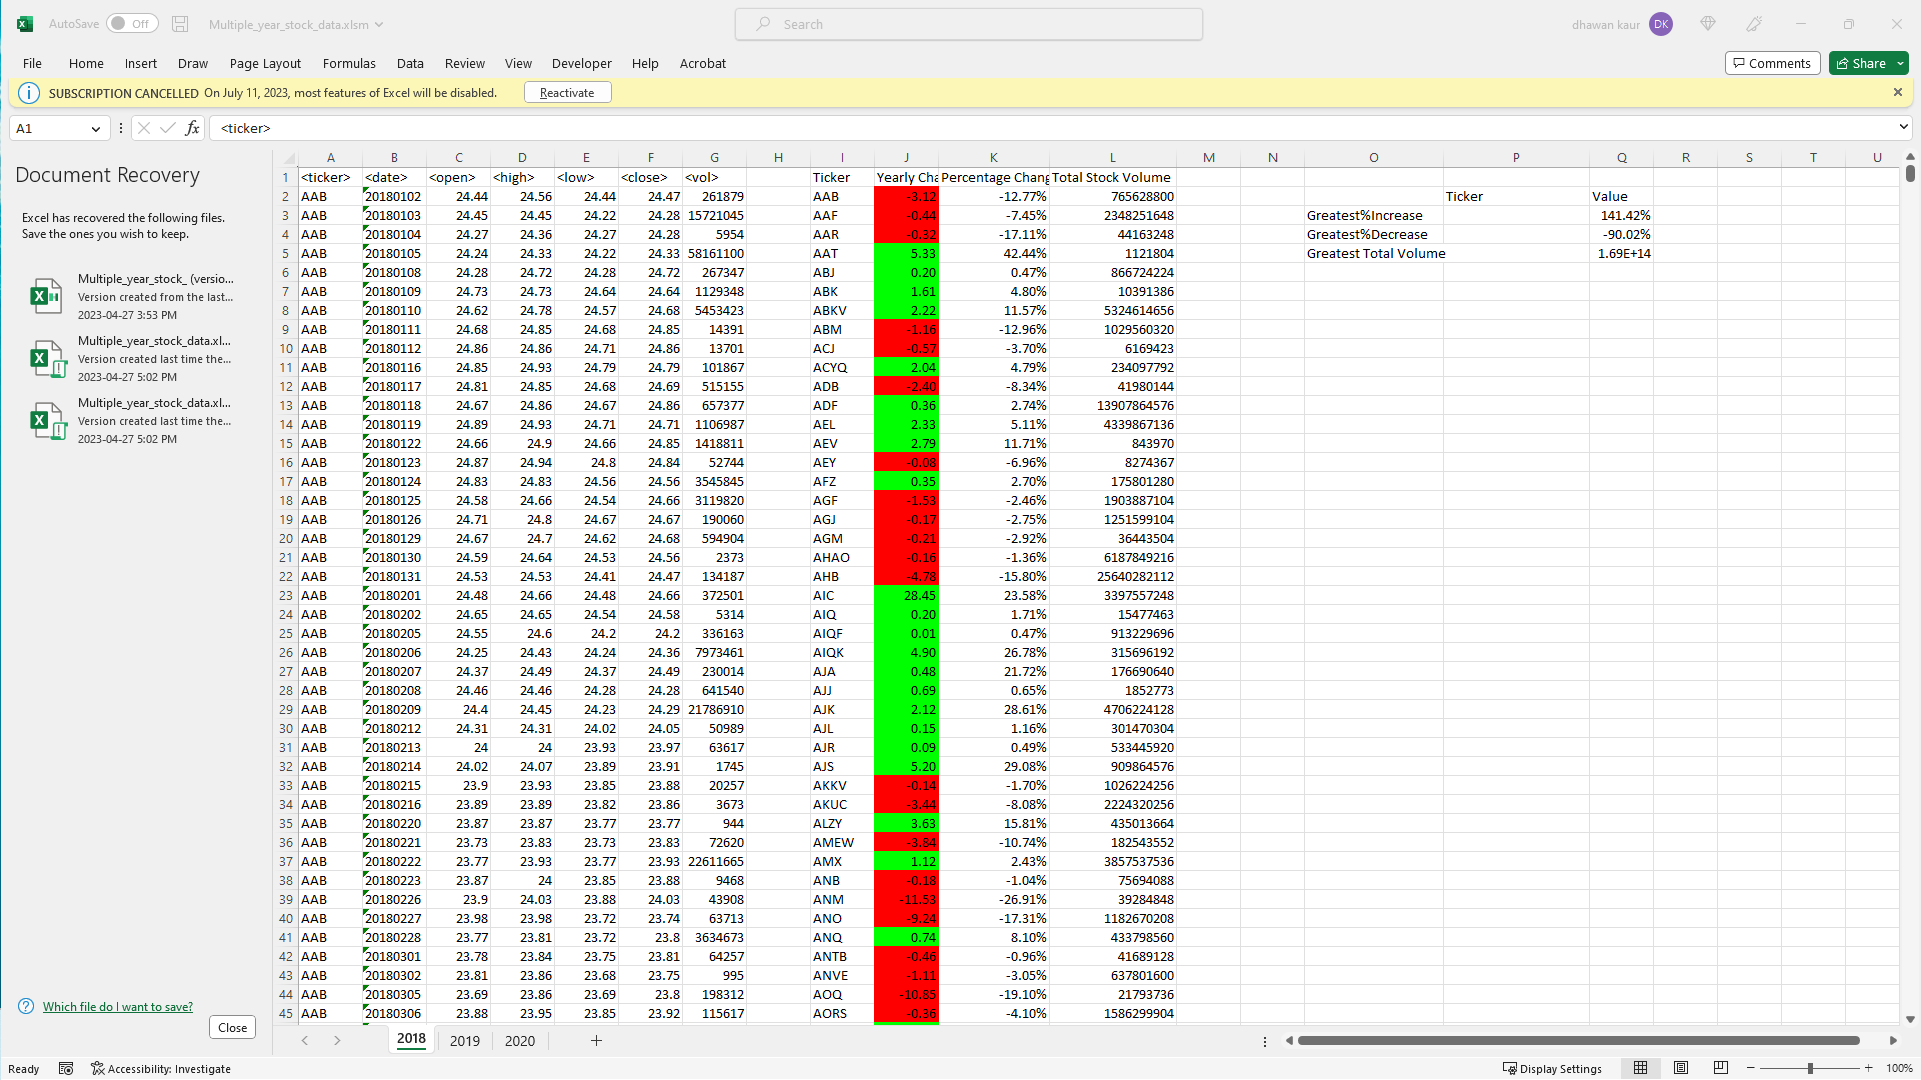 AutoSave Off Multiple_year_stock_data.xlsm Search dhawan kaur DK
File Home Insert Draw Page Layout Formulas Data Review View Developer Help Acrobat Comments Share
SUBSCRIPTION CANCELLED On July 11, 2023, most features of Excel will be disabled. Reactivate
A1 fx <ticker>
Document Recovery
Excel has recovered the following files.
Save the ones you wish to keep.
Multiple_year_stock_ (versio...
Version created from the last...
2023-04-27 3:53 PM
Multiple_year_stock_data.xl...
Version created last time the...
2023-04-27 5:02 PM
Multiple_year_stock_data.xl...
Version created last time the...
2023-04-27 5:02 PM
Which file do I want to save?
Close
A B C D E F G H I J K L M N O P Q R S T U
1 <ticker> <date> <open> <high> <low> <close> <vol> Ticker Yearly Cha Percentage Chang Total Stock Volume
2 AAB 20180102 24.44 24.56 24.44 24.47 261879 AAB -3.12 -12.77% 765628800 Ticker Value
3 AAB 20180103 24.45 24.45 24.22 24.28 15721045 AAF -0.44 -7.45% 2348251648 Greatest%Increase 141.42%
4 AAB 20180104 24.27 24.36 24.27 24.28 5954 AAR -0.32 -17.11% 44163248 Greatest%Decrease -90.02%
5 AAB 20180105 24.24 24.33 24.22 24.33 58161100 AAT 5.33 42.44% 1121804 Greatest Total Volume 1.69E+14
6 AAB 20180108 24.28 24.72 24.28 24.72 267347 ABJ 0.20 0.47% 866724224
7 AAB 20180109 24.73 24.73 24.64 24.64 1129348 ABK 1.61 4.80% 10391386
8 AAB 20180110 24.62 24.78 24.57 24.68 5453423 ABKV 2.22 11.57% 5324614656
9 AAB 20180111 24.68 24.85 24.68 24.85 14391 ABM -1.16 -12.96% 1029560320
10 AAB 20180112 24.86 24.86 24.71 24.86 13701 ACJ -0.57 -3.70% 6169423
11 AAB 20180116 24.85 24.93 24.79 24.79 101867 ACYQ 2.04 4.79% 234097792
12 AAB 20180117 24.81 24.85 24.68 24.69 515155 ADB -2.40 -8.34% 41980144
13 AAB 20180118 24.67 24.86 24.67 24.86 657377 ADF 0.36 2.74% 13907864576
14 AAB 20180119 24.89 24.93 24.71 24.71 1106987 AEL 2.33 5.11% 4339867136
15 AAB 20180122 24.66 24.9 24.66 24.85 1418811 AEV 2.79 11.71% 843970
16 AAB 20180123 24.87 24.94 24.8 24.84 52744 AEY -0.08 -6.96% 8274367
17 AAB 20180124 24.83 24.83 24.56 24.56 3545845 AFZ 0.35 2.70% 175801280
18 AAB 20180125 24.58 24.66 24.54 24.66 3119820 AGF -1.53 -2.46% 1903887104
19 AAB 20180126 24.71 24.8 24.67 24.67 190060 AGJ -0.17 -2.75% 1251599104
20 AAB 20180129 24.67 24.7 24.62 24.68 594904 AGM -0.21 -2.92% 36443504
21 AAB 20180130 24.59 24.64 24.53 24.56 2373 AHAO -0.16 -1.36% 6187849216
22 AAB 20180131 24.53 24.53 24.41 24.47 134187 AHB -4.78 -15.80% 25640282112
23 AAB 20180201 24.48 24.66 24.48 24.66 372501 AIC 28.45 23.58% 3397557248
24 AAB 20180202 24.65 24.65 24.54 24.58 5314 AIQ 0.20 1.71% 15477463
25 AAB 20180205 24.55 24.6 24.2 24.2 336163 AIQF 0.01 0.47% 913229696
26 AAB 20180206 24.25 24.43 24.24 24.36 7973461 AIQK 4.90 26.78% 315696192
27 AAB 20180207 24.37 24.49 24.37 24.49 230014 AJA 0.48 21.72% 176690640
28 AAB 20180208 24.46 24.46 24.28 24.28 641540 AJJ 0.69 0.65% 1852773
29 AAB 20180209 24.4 24.45 24.23 24.29 21786910 AJK 2.12 28.61% 4706224128
30 AAB 20180212 24.31 24.31 24.02 24.05 50989 AJL 0.15 1.16% 301470304
31 AAB 20180213 24 24 23.93 23.97 63617 AJR 0.09 0.49% 533445920
32 AAB 20180214 24.02 24.07 23.89 23.91 1745 AJS 5.20 29.08% 909864576
33 AAB 20180215 23.9 23.93 23.85 23.88 20257 AKKV -0.14 -1.70% 1026224256
34 AAB 20180216 23.89 23.89 23.82 23.86 3673 AKUC -3.44 -8.08% 2224320256
35 AAB 20180220 23.87 23.87 23.77 23.77 944 ALZY 3.63 15.81% 435013664
36 AAB 20180221 23.73 23.83 23.73 23.83 72620 AMEW -3.84 -10.74% 182543552
37 AAB 20180222 23.77 23.93 23.77 23.93 22611665 AMX 1.12 2.43% 3857537536
38 AAB 20180223 23.87 24 23.85 23.88 9468 ANB -0.18 -1.04% 75694088
39 AAB 20180226 23.9 24.03 23.88 24.03 43908 ANM -11.53 -26.91% 39284848
40 AAB 20180227 23.98 23.98 23.72 23.74 63713 ANO -9.24 -17.31% 1182670208
41 AAB 20180228 23.77 23.81 23.72 23.8 3634673 ANQ 0.74 8.10% 433798560
42 AAB 20180301 23.78 23.84 23.75 23.81 64257 ANTB -0.46 -0.96% 41689128
43 AAB 20180302 23.81 23.86 23.68 23.75 995 ANVE -1.11 -3.05% 637801600
44 AAB 20180305 23.69 23.86 23.69 23.8 198312 AOQ -10.85 -19.10% 21793736
45 AAB 20180306 23.88 23.95 23.85 23.92 115617 AORS -0.36 -4.10% 1586299904
2018 2019 2020
Ready Accessibility: Investigate Display Settings 100%